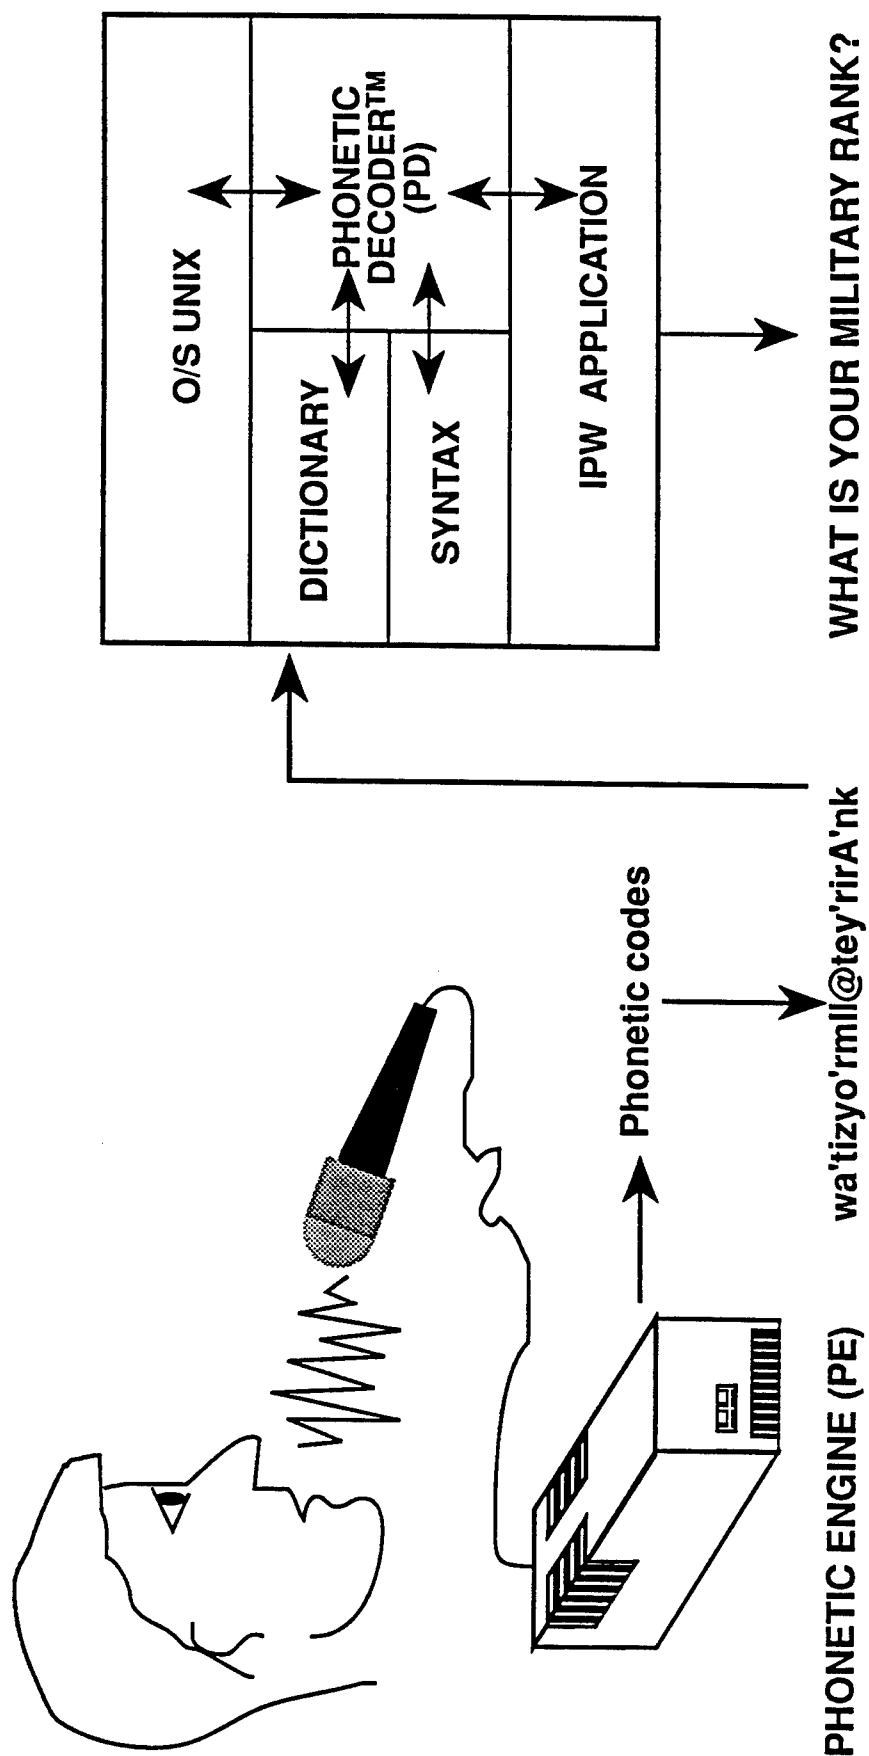 O/S UNIX
DICTIONARY
PHONETIC
DECODER™
(PD)
SYNTAX
IPW APPLICATION
Phonetic codes
PHONETIC ENGINE (PE)
wa'tizyo'rmIl@tey'rirA'nk
WHAT IS YOUR MILITARY RANK?